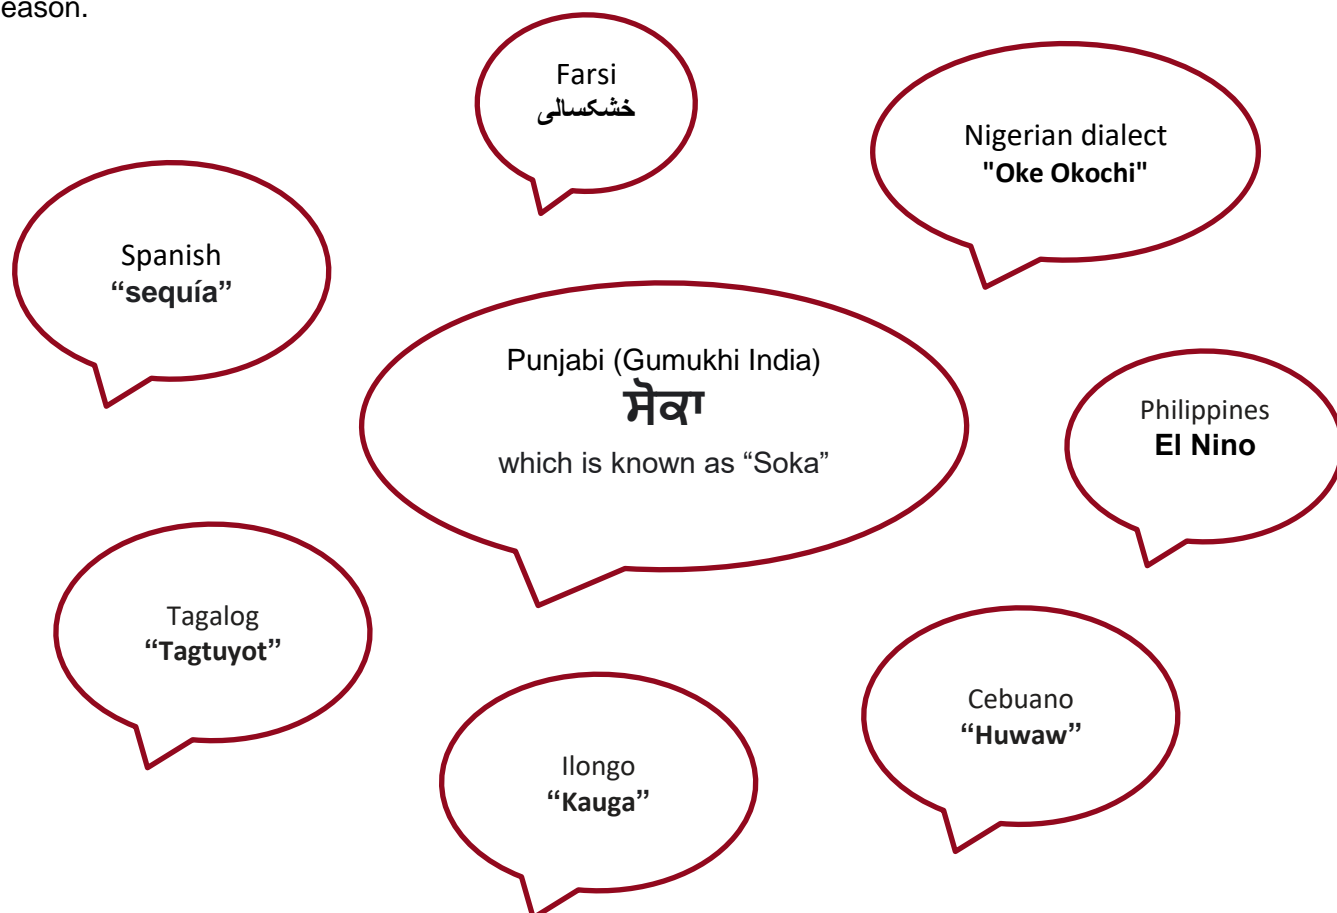 eason.
Farsi
خشکسالی
Nigerian dialect
"Oke Okochi"
Spanish
“sequía”
Punjabi (Gumukhi India)
ਸੋਕਾ
which is known as “Soka”
Philippines
El Nino
Tagalog
“Tagtuyot”
Cebuano
“Huwaw”
Ilongo
“Kauga”